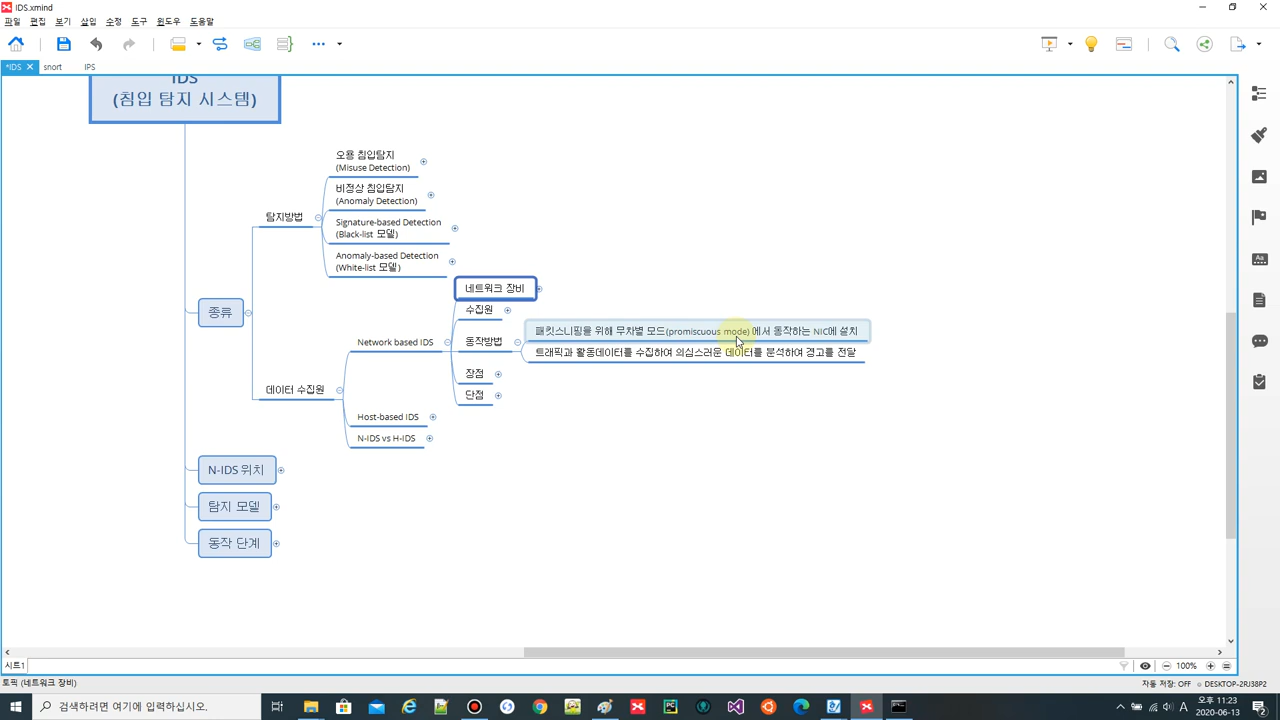 IDS.xmind
파일 편집 보기 삽입 수정 도구 윈도우 도움말
*IDS snort IPS
IDS
(침입 탐지 시스템)
오용 침입탐지
(Misuse Detection)
비정상 침입탐지
(Anomaly Detection)
탐지방법
Signature-based Detection
(Black-list 모델)
Anomaly-based Detection
(White-list 모델)
네트워크 장비
종류
수집원
패킷스니핑을 위해 무차별 모드(promiscuous mode) 에서 동작하는 NIC에 설치
Network based IDS
동작방법
트래픽과 활동데이터를 수집하여 의심스러운 데이터를 분석하여 경고를 전달
장점
데이터 수집원
단점
Host-based IDS
N-IDS vs H-IDS
N-IDS 위치
탐지 모델
동작 단계
시트1
100%
토픽 (네트워크 장비)
자동 저장: OFF
DESKTOP-2RJ38P2
검색하려면 여기에 입력하십시오.
A
오후 11:23
2020-06-13
2